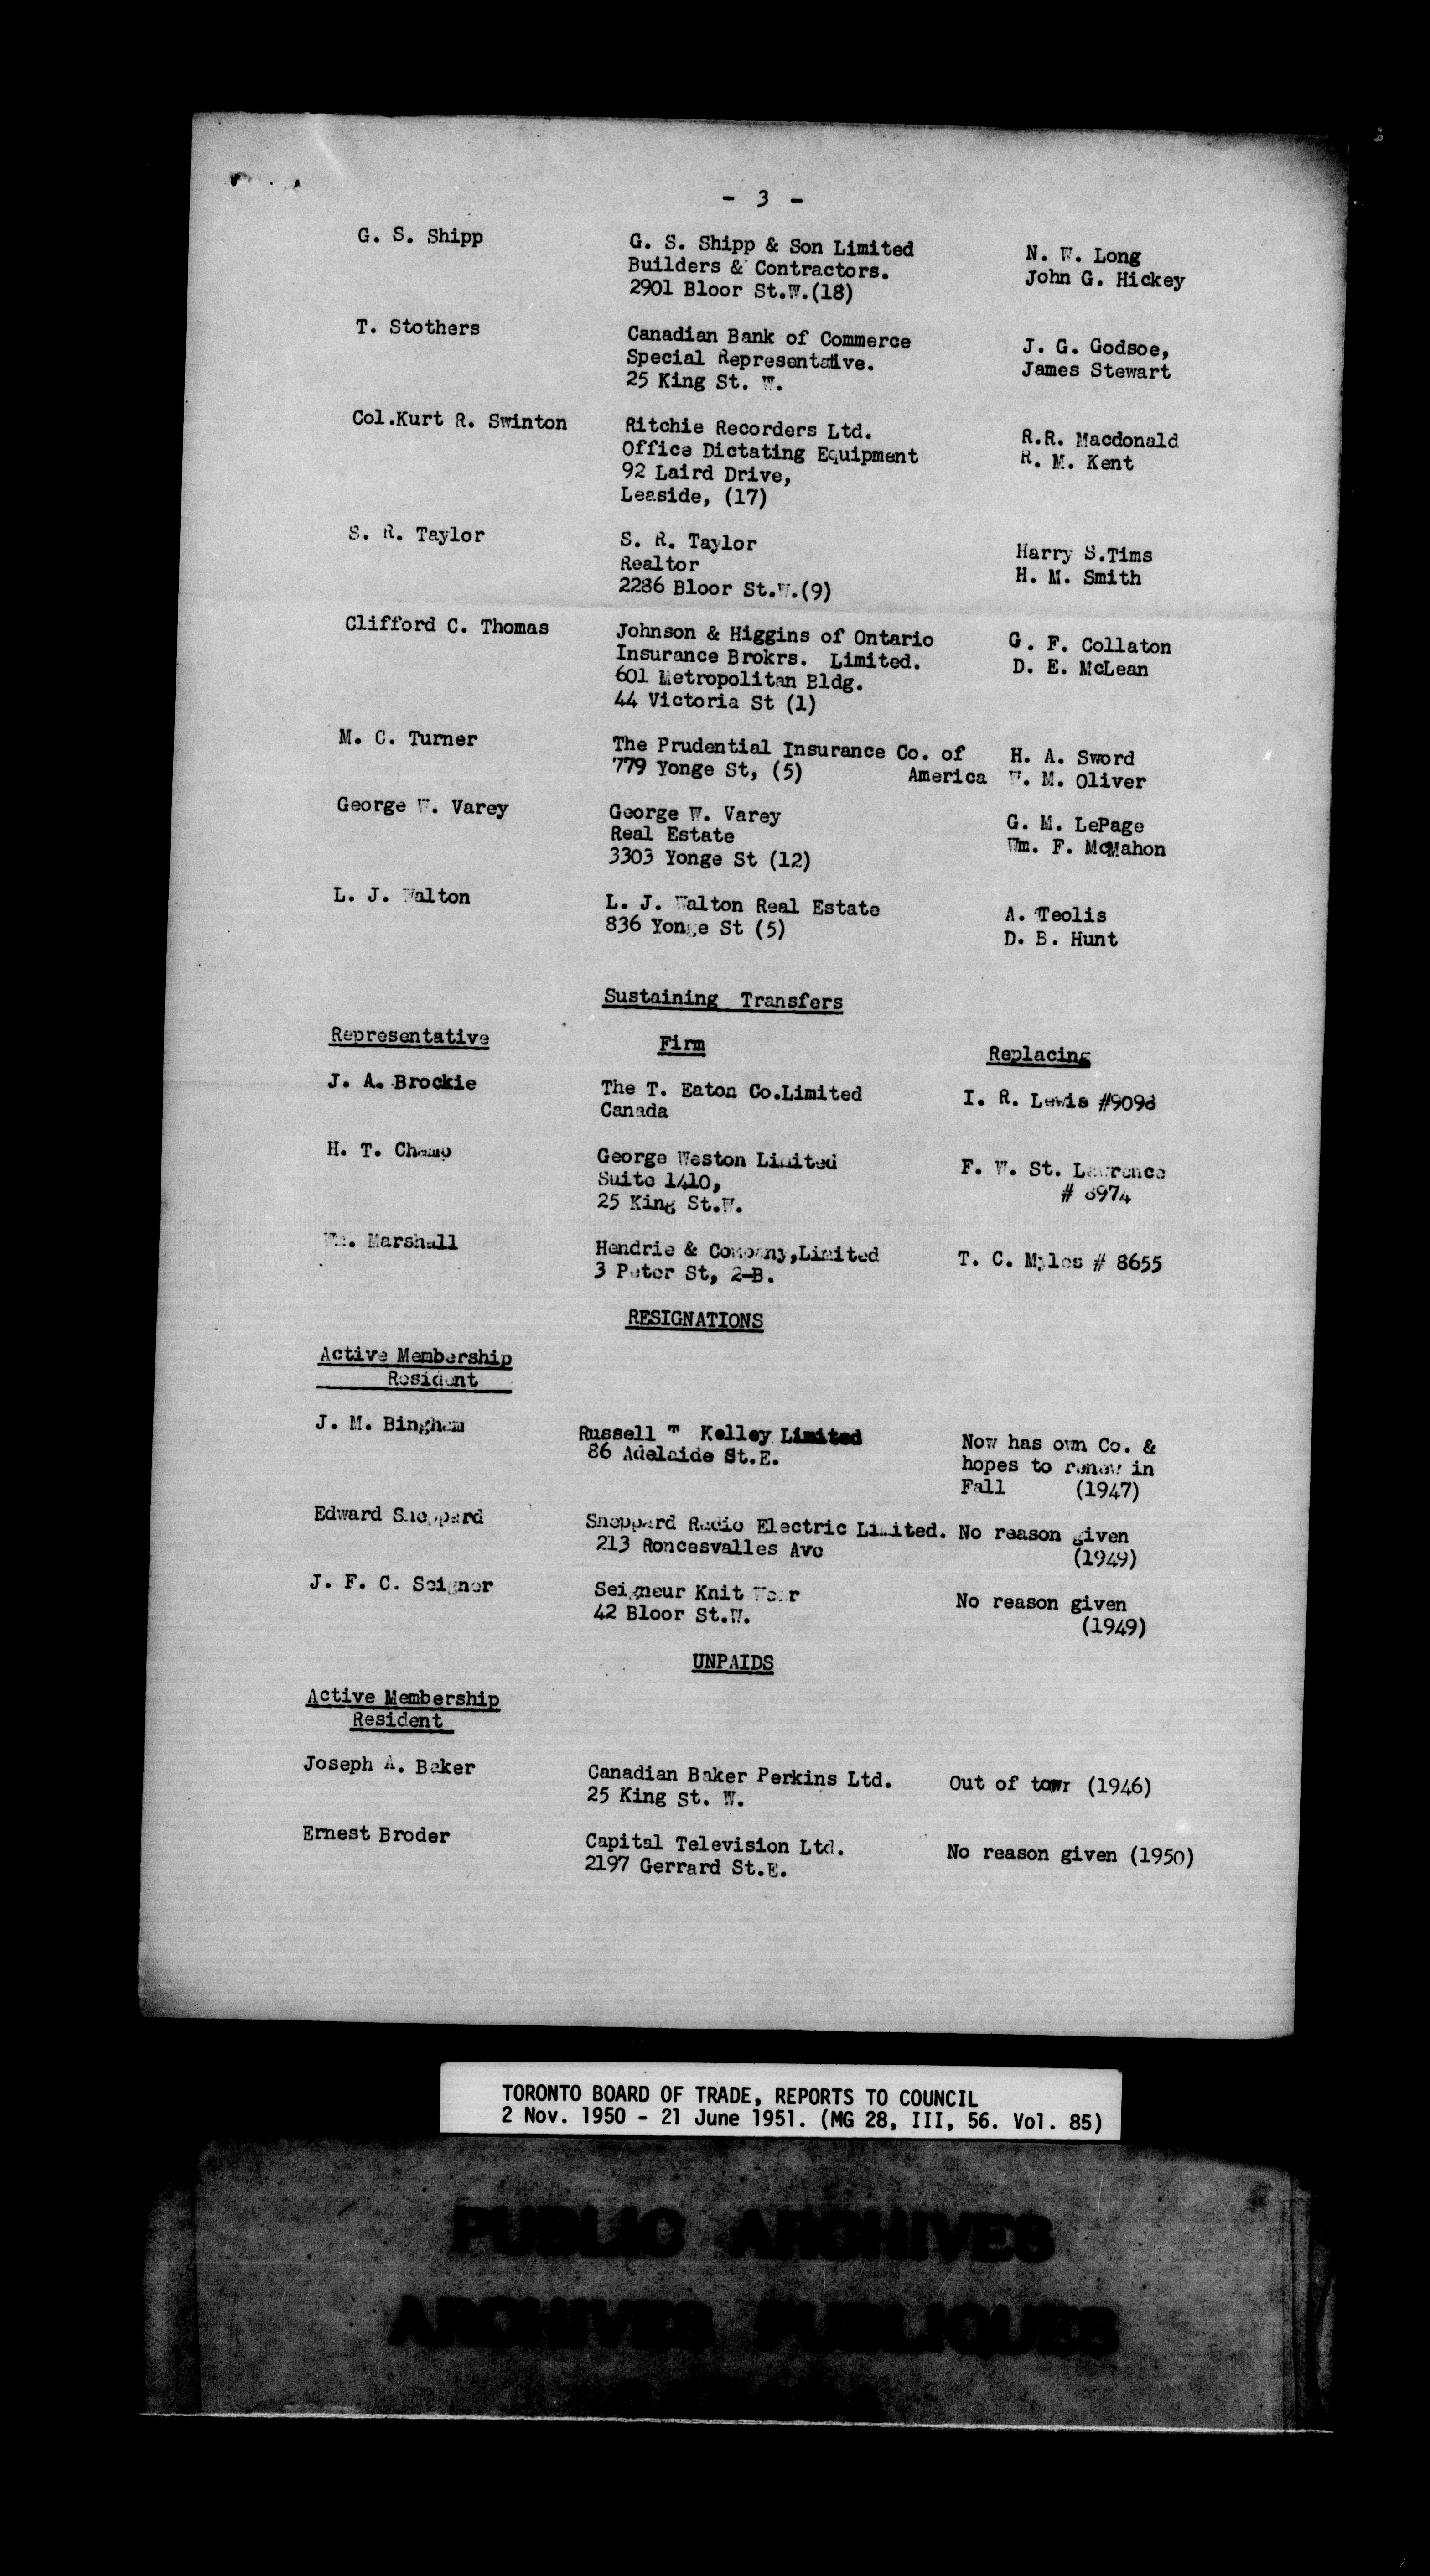 - 3 -
G. S. Shipp G. S. Shipp & Son Limited N. W. Long
Builders & Contractors. John G. Hickey
2901 Bloor St.W.(18)
T. Stothers Canadian Bank of Commerce J. G. Godsoe,
Special Representative. James Stewart
25 King St. W.
Col.Kurt R. Swinton Ritchie Recorders Ltd. R.R. Macdonald
Office Dictating Equipment R. M. Kent
92 Laird Drive,
Leaside, (17)
S. R. Taylor S. R. Taylor Harry S.Tims
Realtor H. M. Smith
2286 Bloor St.W.(9)
Clifford C. Thomas Johnson & Higgins of Ontario G. F. Collaton
Insurance Brokrs. Limited. D. E. McLean
601 Metropolitan Bldg.
44 Victoria St (1)
M. C. Turner The Prudential Insurance Co. of H. A. Sword
779 Yonge St, (5) America W. M. Oliver
George W. Varey George W. Varey G. M. LePage
Real Estate Wm. F. McMahon
3303 Yonge St (12)
L. J. Walton L. J. Walton Real Estate A. Teolis
836 Yonge St (5) D. B. Hunt
Sustaining Transfers
Representative Firm Replacing
J. A. Brockie The T. Eaton Co.Limited I. R. Lewis #9098
Canada
H. T. Champ George Weston Limited F. W. St. Lawrence
Suite 1410, # 8974
25 King St.W.
Wm. Marshall Hendrie & Company,Limited T. C. Myles # 8655
3 Peter St, 2-B.
RESIGNATIONS
Active Membership
Resident
J. M. Bingham Russell T Kelley Limited Now has own Co. &
86 Adelaide St.E. hopes to renew in
Fall (1947)
Edward Sheppard Sheppard Radio Electric Limited. No reason given
213 Roncesvalles Ave (1949)
J. F. C. Seigner Seigneur Knit Wear No reason given
42 Bloor St.W. (1949)
UNPAIDS
Active Membership
Resident
Joseph A. Baker Canadian Baker Perkins Ltd. Out of town (1946)
25 King St. W.
Ernest Broder Capital Television Ltd. No reason given (1950)
2197 Gerrard St.E.
TORONTO BOARD OF TRADE, REPORTS TO COUNCIL
2 Nov. 1950 - 21 June 1951. (MG 28, III, 56. Vol. 85)
PUBLIC ARCHIVES
ARCHIVES PUBLIQUES